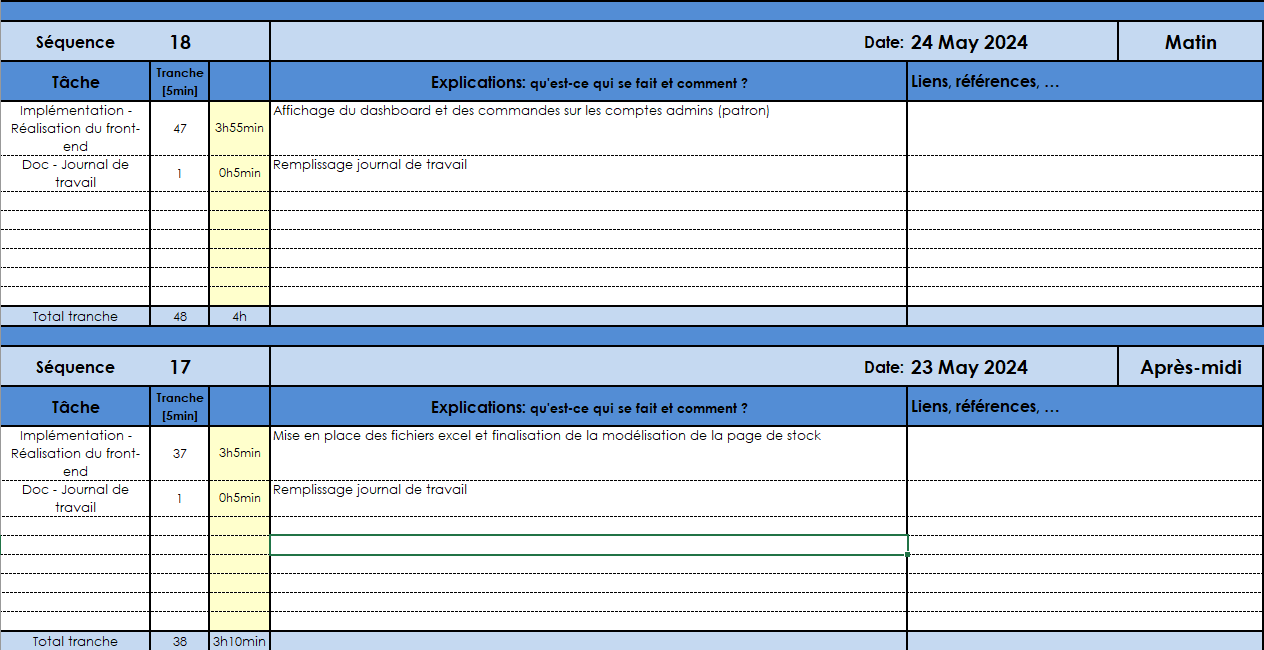 Séquence 18 Date: 24 May 2024 Matin
Tâche Tranche [5min] Explications: qu'est-ce qui se fait et comment ? Liens, références, …
Implémentation - Réalisation du front-end 47 3h55min Affichage du dashboard et des commandes sur les comptes admins (patron)
Doc - Journal de travail 1 0h5min Remplissage journal de travail
Total tranche 48 4h
Séquence 17 Date: 23 May 2024 Après-midi
Tâche Tranche [5min] Explications: qu'est-ce qui se fait et comment ? Liens, références, …
Implémentation - Réalisation du front-end 37 3h5min Mise en place des fichiers excel et finalisation de la modélisation de la page de stock
Doc - Journal de travail 1 0h5min Remplissage journal de travail
Total tranche 38 3h10min